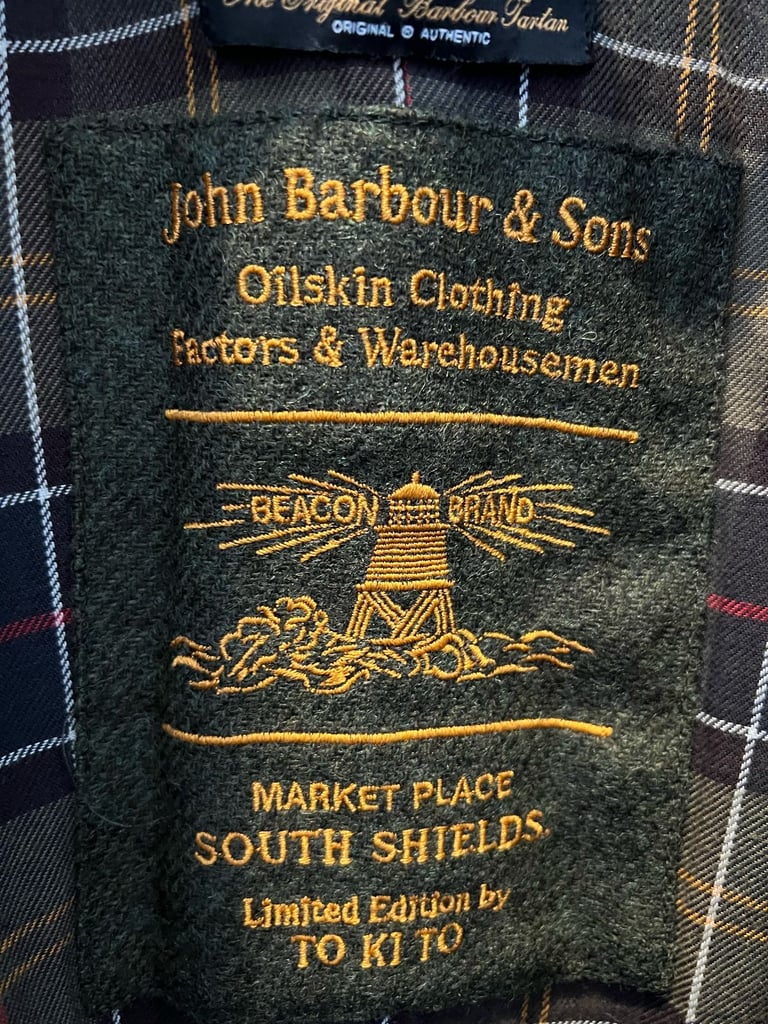 The Original Barbour Tartan
ORIGINAL & AUTHENTIC
John Barbour & Sons
Oilskin Clothing
Factors & Warehousemen
BEACON BRAND
MARKET PLACE
SOUTH SHIELDS.
Limited Edition by
TO KI TO